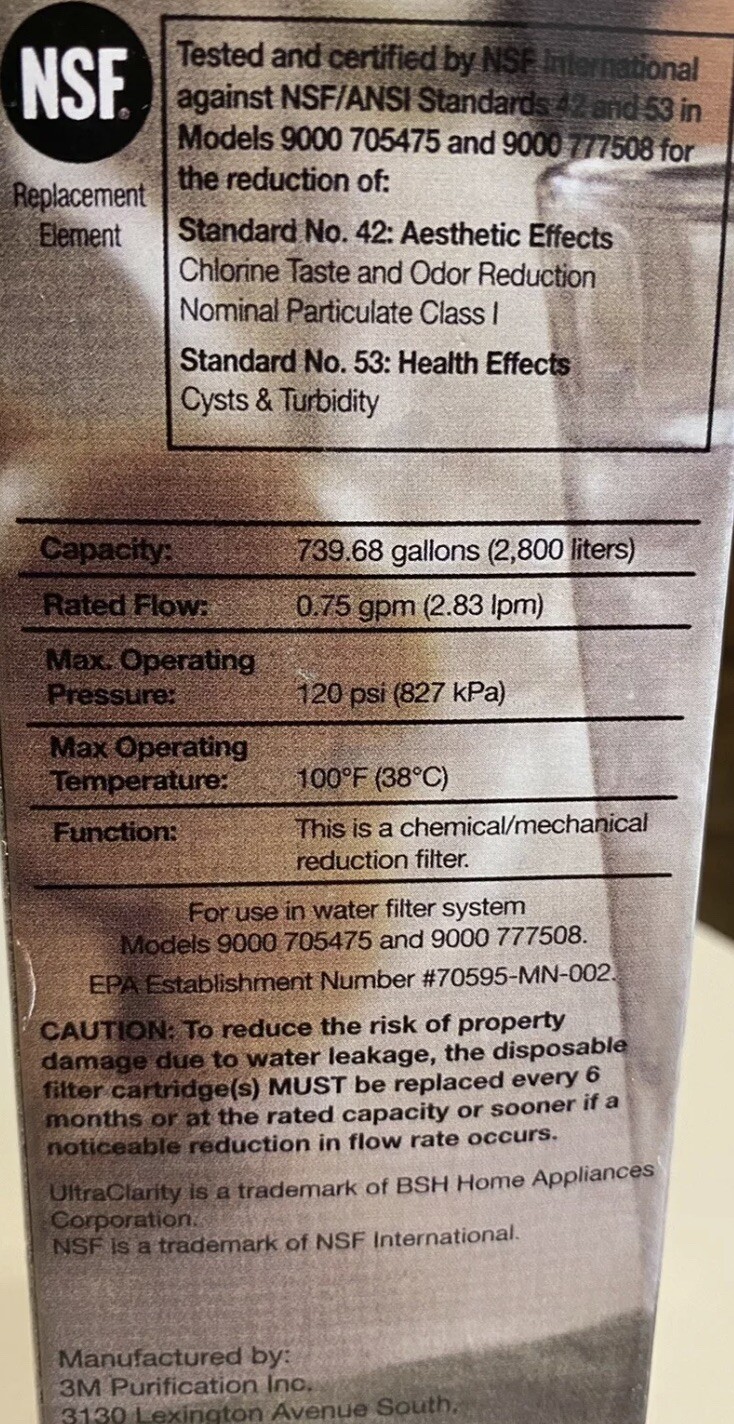 NSF®
Replacement
Element
Tested and certified by NSF International
against NSF/ANSI Standards 42 and 53 in
Models 9000 705475 and 9000 777508 for
the reduction of:
Standard No. 42: Aesthetic Effects
Chlorine Taste and Odor Reduction
Nominal Particulate Class I
Standard No. 53: Health Effects
Cysts & Turbidity
Capacity: 739.68 gallons (2,800 liters)
Rated Flow: 0.75 gpm (2.83 lpm)
Max. Operating
Pressure: 120 psi (827 kPa)
Max Operating
Temperature: 100°F (38°C)
Function: This is a chemical/mechanical
reduction filter.
For use in water filter system
Models 9000 705475 and 9000 777508.
EPA Establishment Number #70595-MN-002.
CAUTION: To reduce the risk of property
damage due to water leakage, the disposable
filter cartridge(s) MUST be replaced every 6
months or at the rated capacity or sooner if a
noticeable reduction in flow rate occurs.
UltraClarity is a trademark of BSH Home Appliances
Corporation.
NSF is a trademark of NSF International.
Manufactured by:
3M Purification Inc.
3130 Lexington Avenue South,